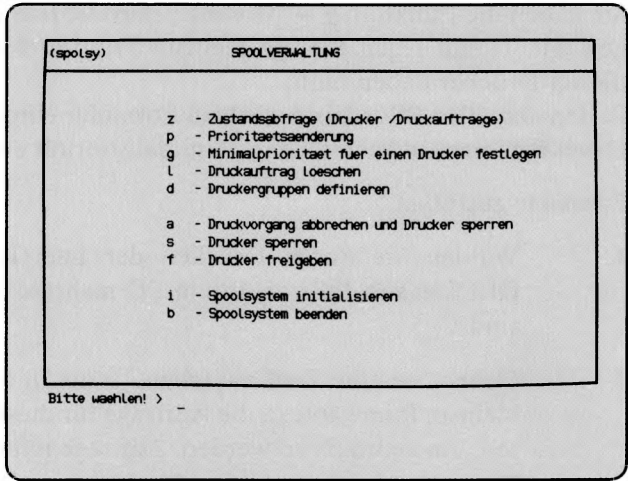 (spolsy) SPOOLVERWALTUNG
z - Zustandsabfrage (Drucker /Druckauftraege)
p - Prioritaetsaenderung
g - Minimalprioritaet fuer einen Drucker festlegen
l - Druckauftrag loeschen
d - Druckergruppen definieren
a - Druckvorgang abbrechen und Drucker sperren
s - Drucker sperren
f - Drucker freigeben
i - Spoolsystem initialisieren
b - Spoolsystem beenden
Bitte waehlen! > _